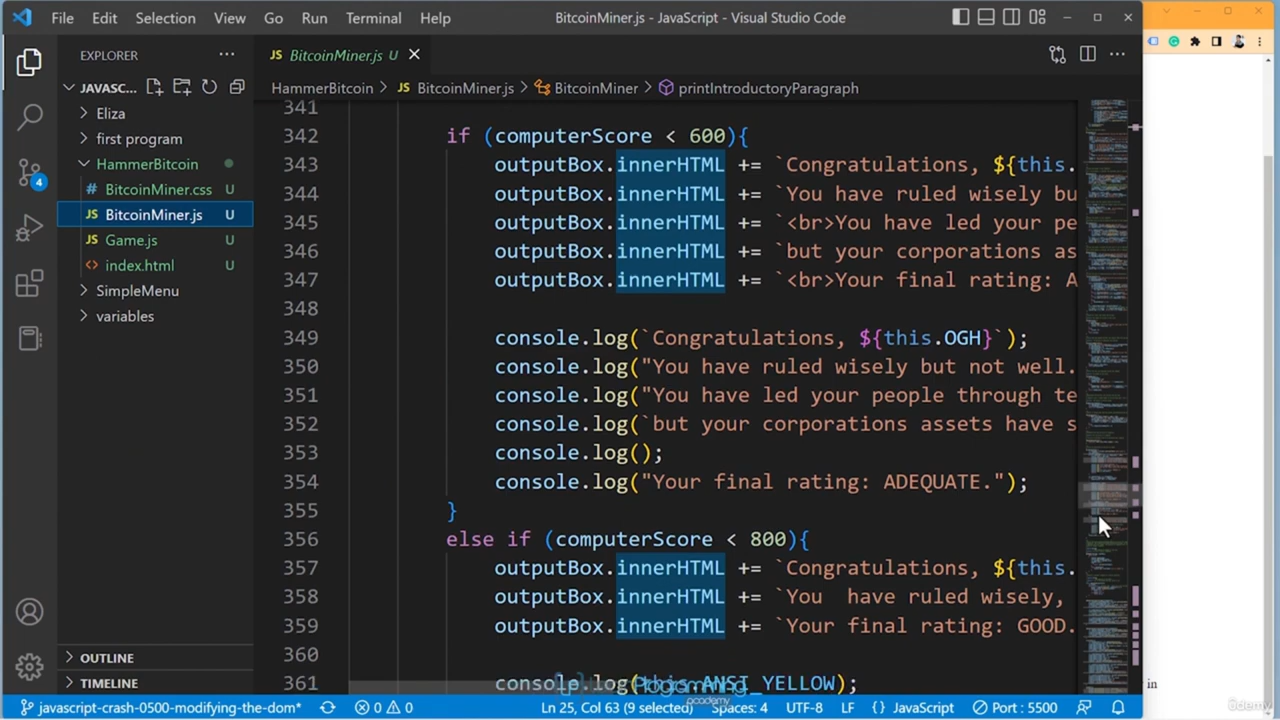 File Edit Selection View Go Run Terminal Help BitcoinMiner.js - JavaScript - Visual Studio Code
EXPLORER
JS BitcoinMiner.js U
JAVASC...
HammerBitcoin > JS BitcoinMiner.js > BitcoinMiner > printIntroductoryParagraph
Eliza
first program
HammerBitcoin
# BitcoinMiner.css U
JS BitcoinMiner.js U
JS Game.js U
<> index.html U
SimpleMenu
variables
341
342 if (computerScore < 600){
343 outputBox.innerHTML += `Congratulations, ${this.
344 outputBox.innerHTML += `You have ruled wisely bu
345 outputBox.innerHTML += `<br>You have led your pe
346 outputBox.innerHTML += `but your corporations as
347 outputBox.innerHTML += `<br>Your final rating: A
348
349 console.log(`Congratulations, ${this.OGH}`);
350 console.log("You have ruled wisely but not well.
351 console.log("You have led your people through te
352 console.log(`but your corporations assets have s
353 console.log();
354 console.log("Your final rating: ADEQUATE.");
355 }
356 else if (computerScore < 800){
357 outputBox.innerHTML += `Congratulations, ${this.
358 outputBox.innerHTML += `You  have ruled wisely,
359 outputBox.innerHTML += `Your final rating: GOOD.
360
361 console.log(this.ANSI_YELLOW);
OUTLINE
TIMELINE
4
Programming
academy
in
javascript-crash-0500-modifying-the-dom* 0 0 Ln 25, Col 63 (9 selected) Spaces: 4 UTF-8 LF {} JavaScript Port : 5500
ûdemy